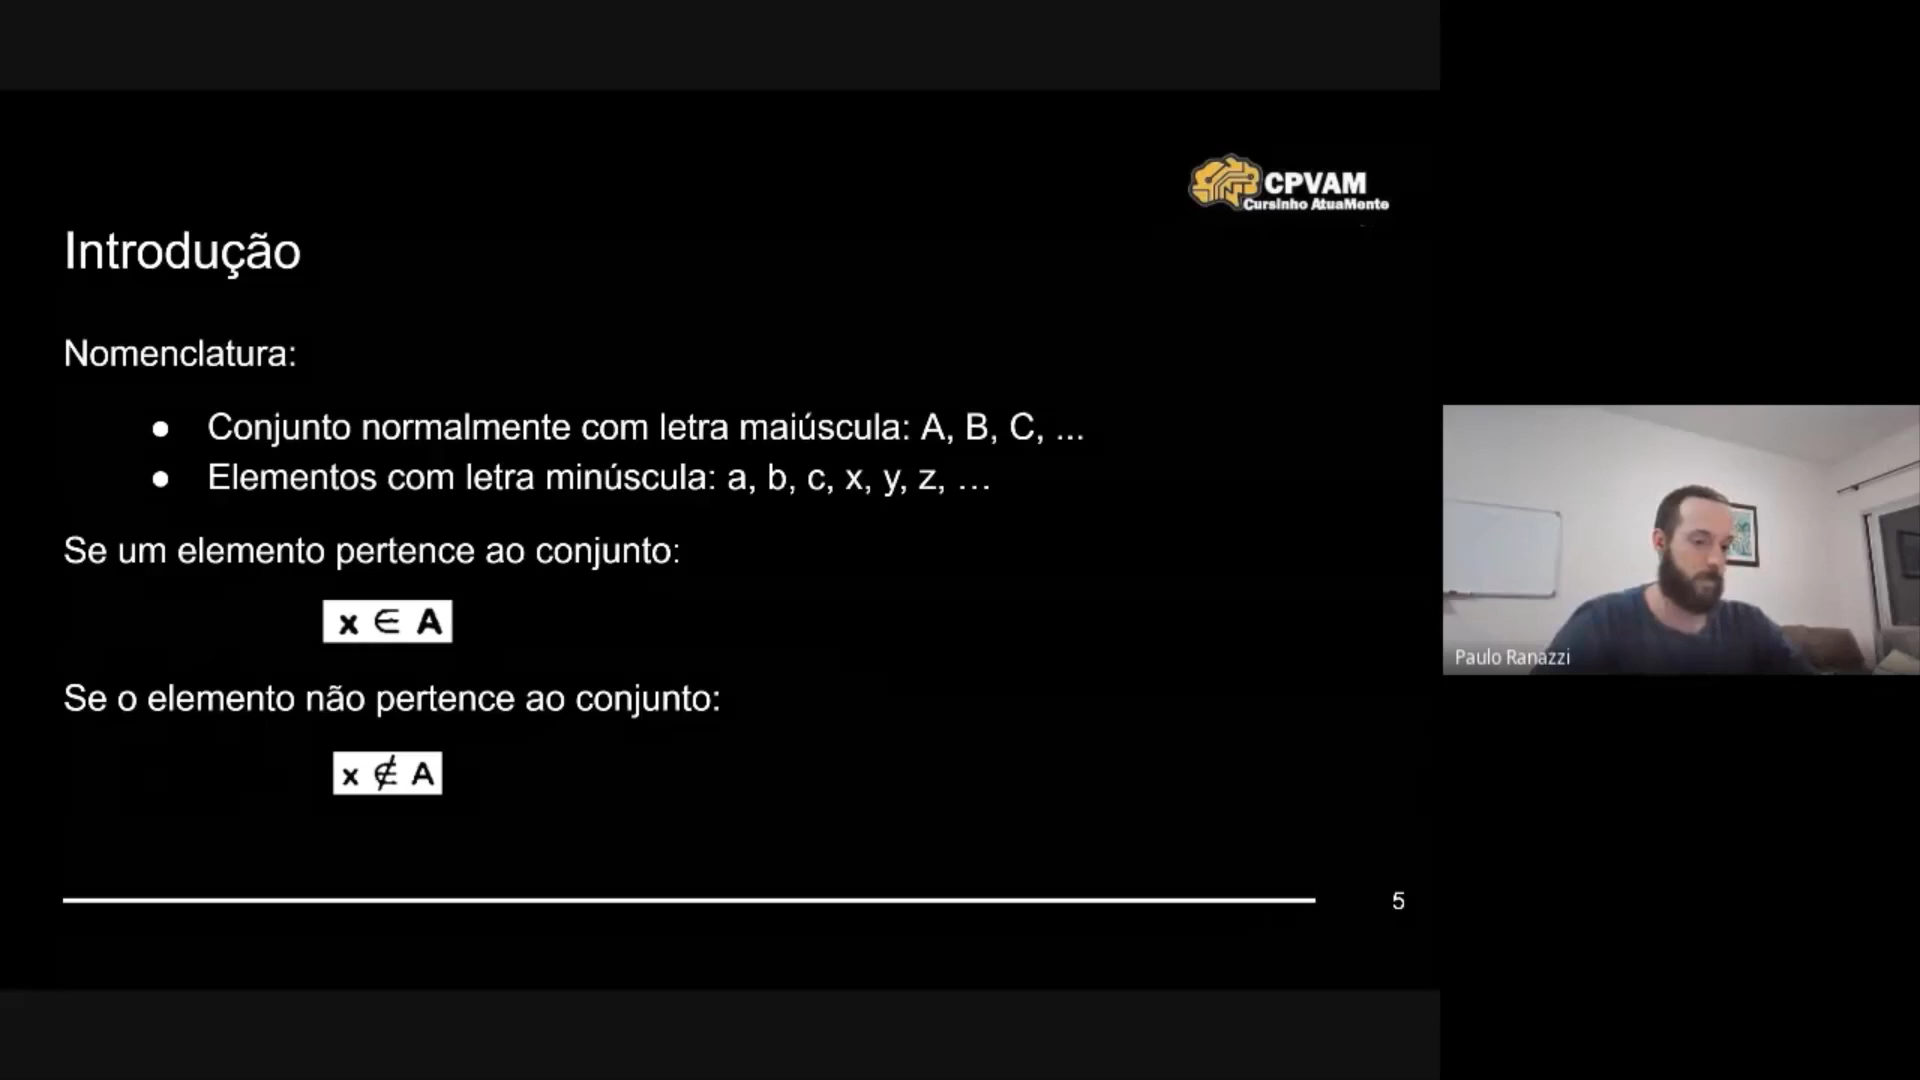 CPVAM
Cursinho AtuaMente
Introdução
Nomenclatura:
● Conjunto normalmente com letra maiúscula: A, B, C, ...
● Elementos com letra minúscula: a, b, c, x, y, z, …
Se um elemento pertence ao conjunto:
x ∈ A
Se o elemento não pertence ao conjunto:
x ∉ A
5
Paulo Ranazzi